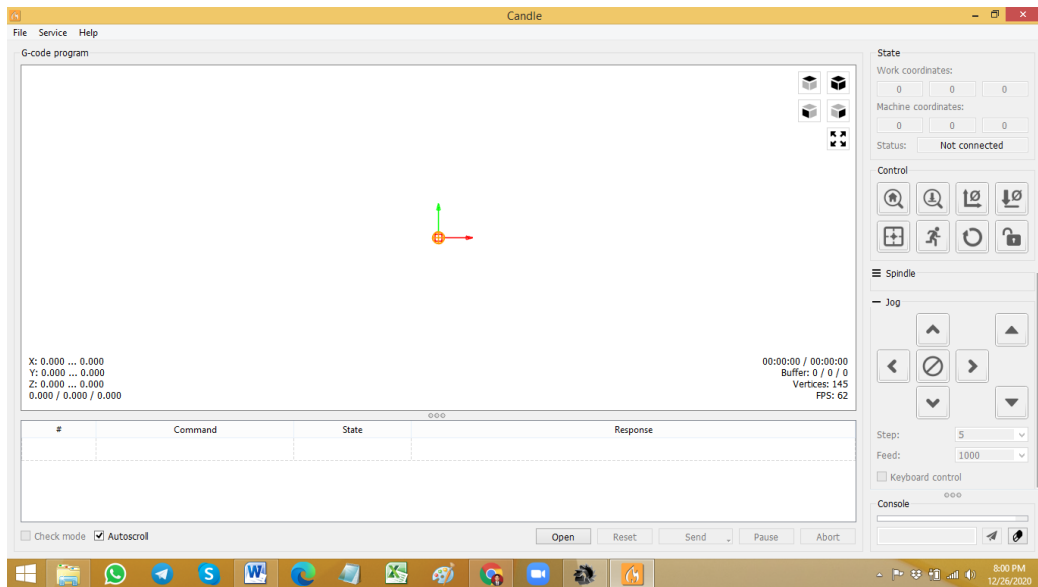 Candle
File Service Help
G-code program
State
Work coordinates:
0 0 0
Machine coordinates:
0 0 0
Status: Not connected
Control
Spindle
Jog
X: 0.000 ... 0.000
Y: 0.000 ... 0.000
Z: 0.000 ... 0.000
0.000 / 0.000 / 0.000
00:00:00 / 00:00:00
Buffer: 0 / 0 / 0
Vertices: 145
FPS: 62
# Command State Response
Step: 5
Feed: 1000
Keyboard control
Console
Check mode Autoscroll Open Reset Send Pause Abort
8:00 PM
12/26/2020